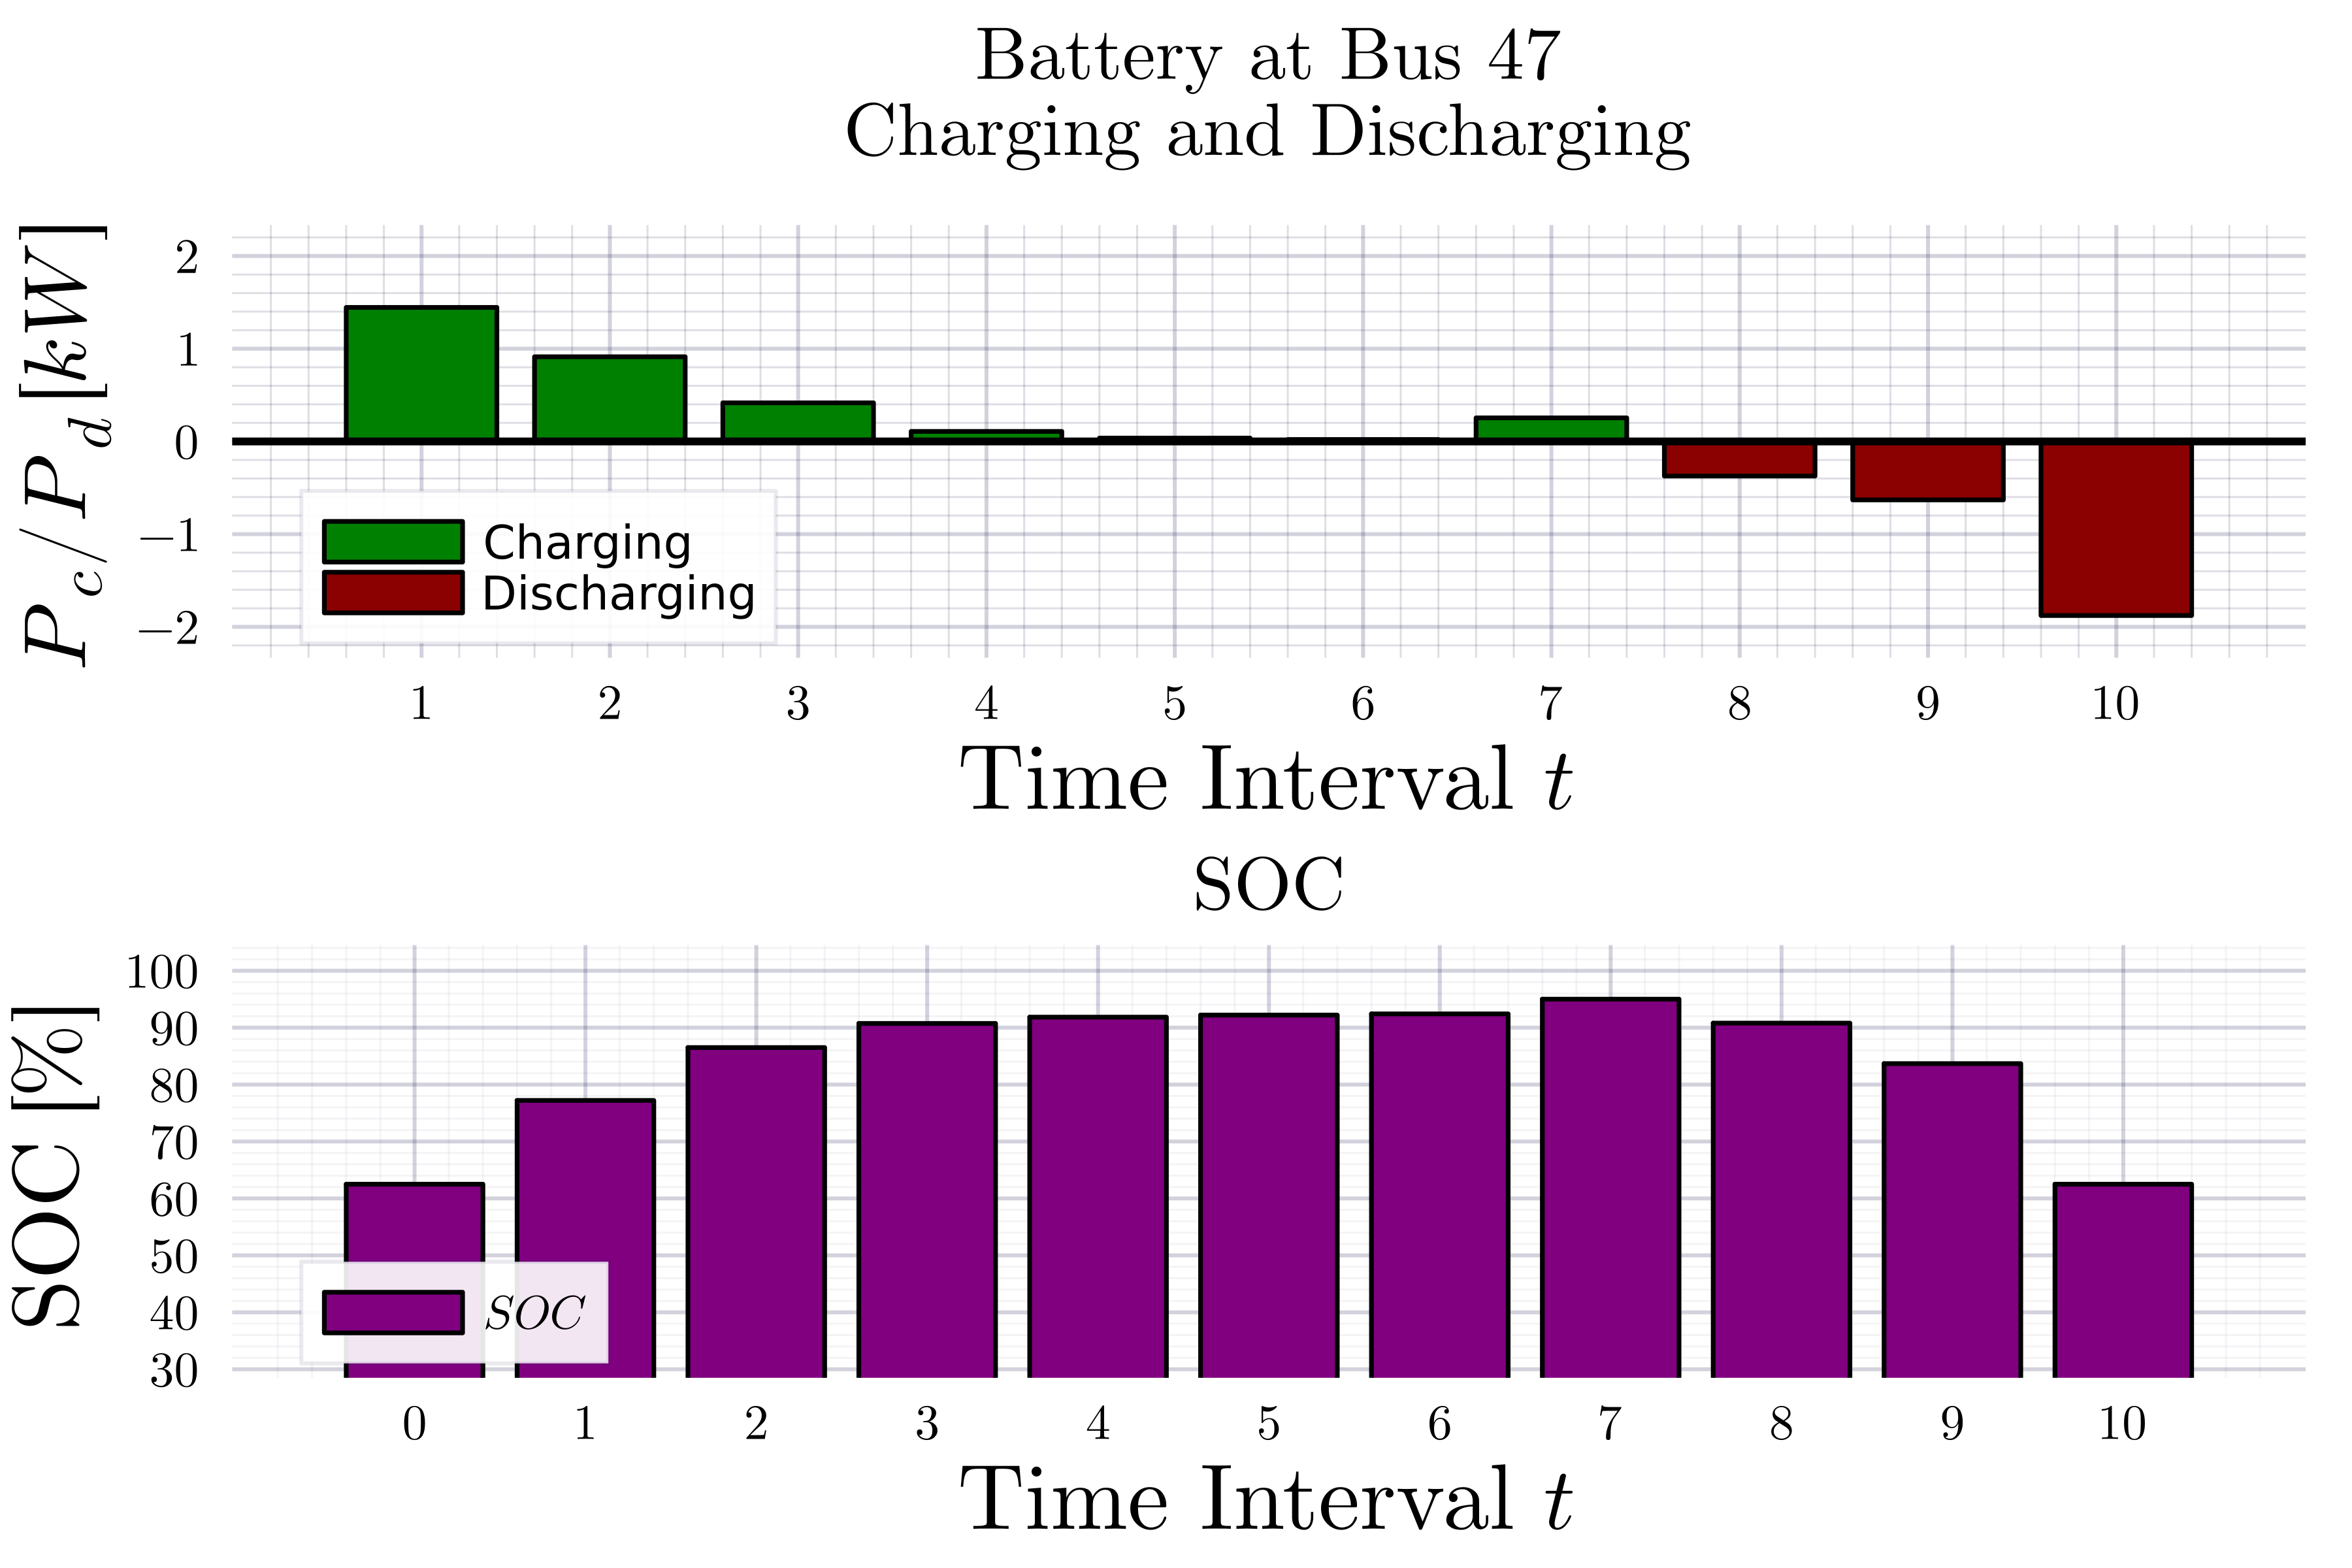 Battery at Bus 47
Charging and Discharging
P_c/P_d [kW]
2
1
0
−1
−2
Charging
Discharging
1 2 3 4 5 6 7 8 9 10
Time Interval t
SOC
SOC [%]
100
90
80
70
60
50
40
30
SOC
0 1 2 3 4 5 6 7 8 9 10
Time Interval t